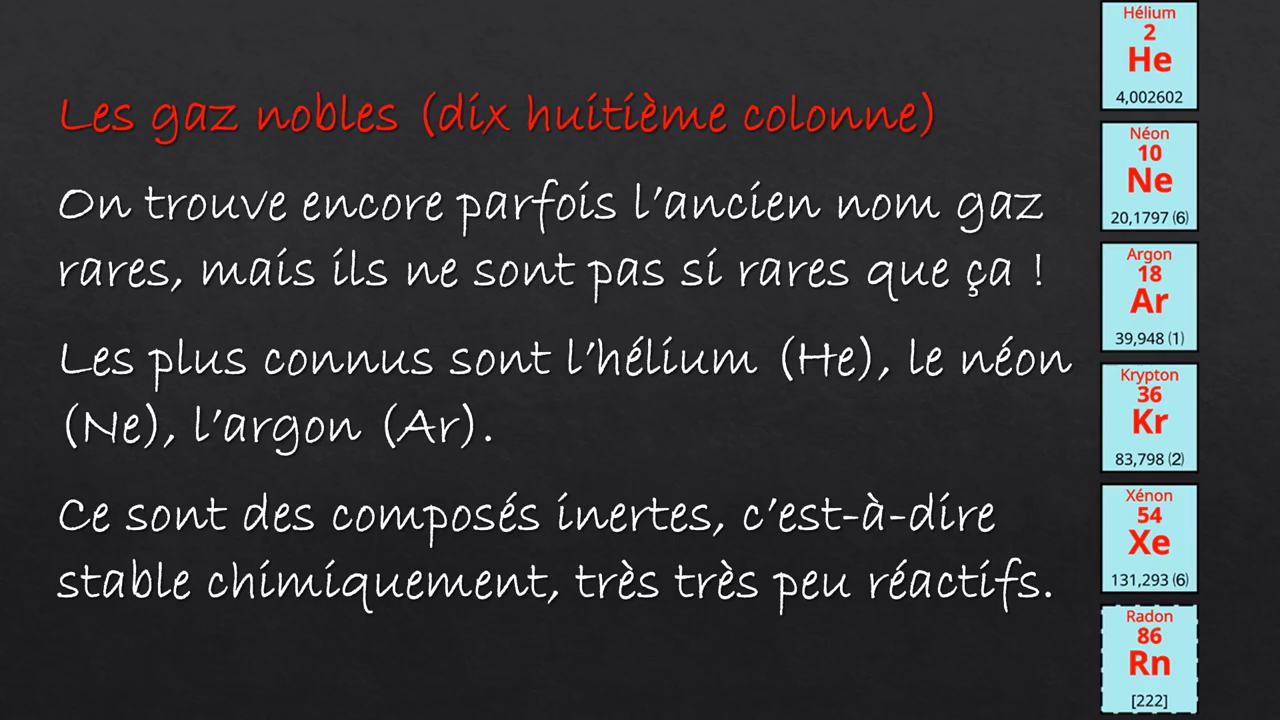 Les gaz nobles (dix huitième colonne)
On trouve encore parfois l'ancien nom gaz
rares, mais ils ne sont pas si rares que ça !
Les plus connus sont l'hélium (He), le néon
(Ne), l'argon (Ar).
Ce sont des composés inertes, c'est-à-dire
stable chimiquement, très très peu réactifs.
Hélium
2
He
4,002602
Néon
10
Ne
20,1797 (6)
Argon
18
Ar
39,948 (1)
Krypton
36
Kr
83,798 (2)
Xénon
54
Xe
131,293 (6)
Radon
86
Rn
[222]